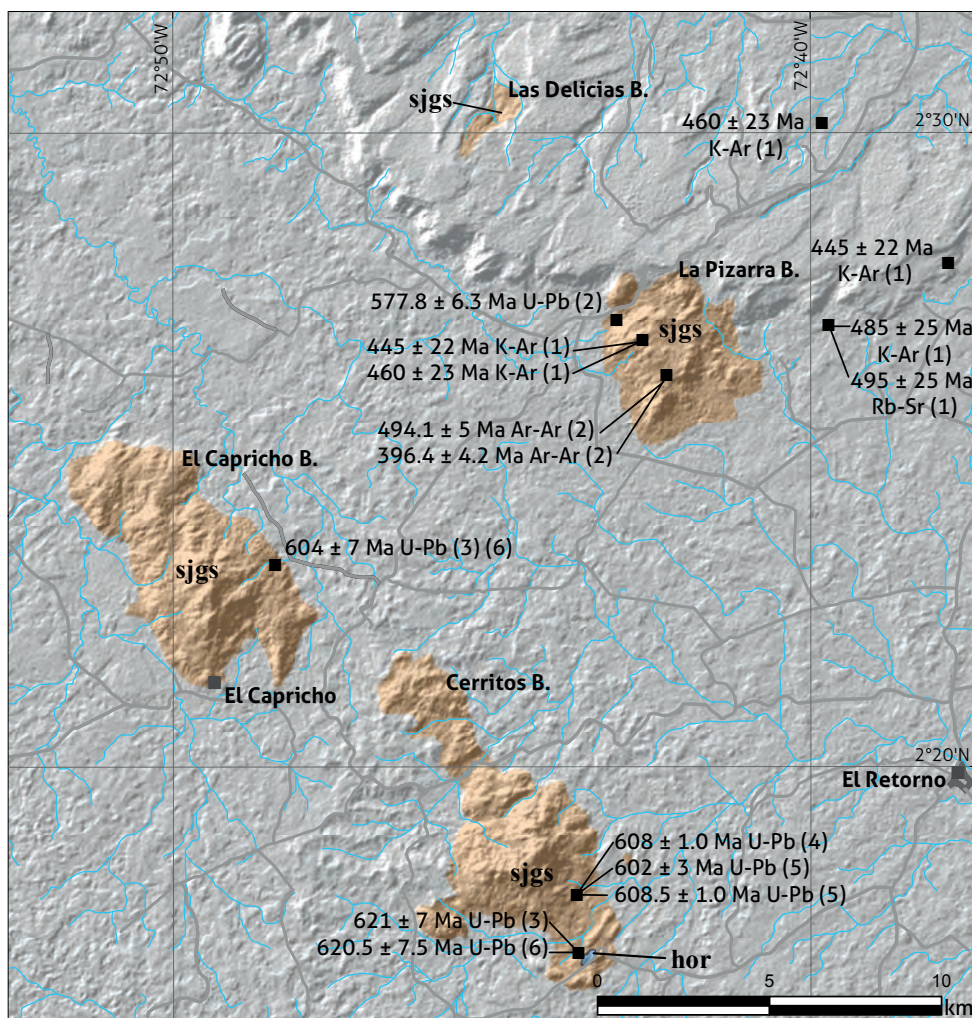 72°50'W
72°40'W
Las Delicias B.
sjgs
460 ± 23 Ma
K-Ar (1)
2°30'N
445 ± 22 Ma
K-Ar (1)
La Pizarra B.
577.8 ± 6.3 Ma U-Pb (2)
sjgs
485 ± 25 Ma
K-Ar (1)
495 ± 25 Ma
Rb-Sr (1)
445 ± 22 Ma K-Ar (1)
460 ± 23 Ma K-Ar (1)
494.1 ± 5 Ma Ar-Ar (2)
396.4 ± 4.2 Ma Ar-Ar (2)
El Capricho B.
604 ± 7 Ma U-Pb (3) (6)
sjgs
El Capricho
Cerritos B.
2°20'N
El Retorno
608 ± 1.0 Ma U-Pb (4)
602 ± 3 Ma U-Pb (5)
608.5 ± 1.0 Ma U-Pb (5)
sjgs
621 ± 7 Ma U-Pb (3)
620.5 ± 7.5 Ma U-Pb (6)
hor
0 5 10
km